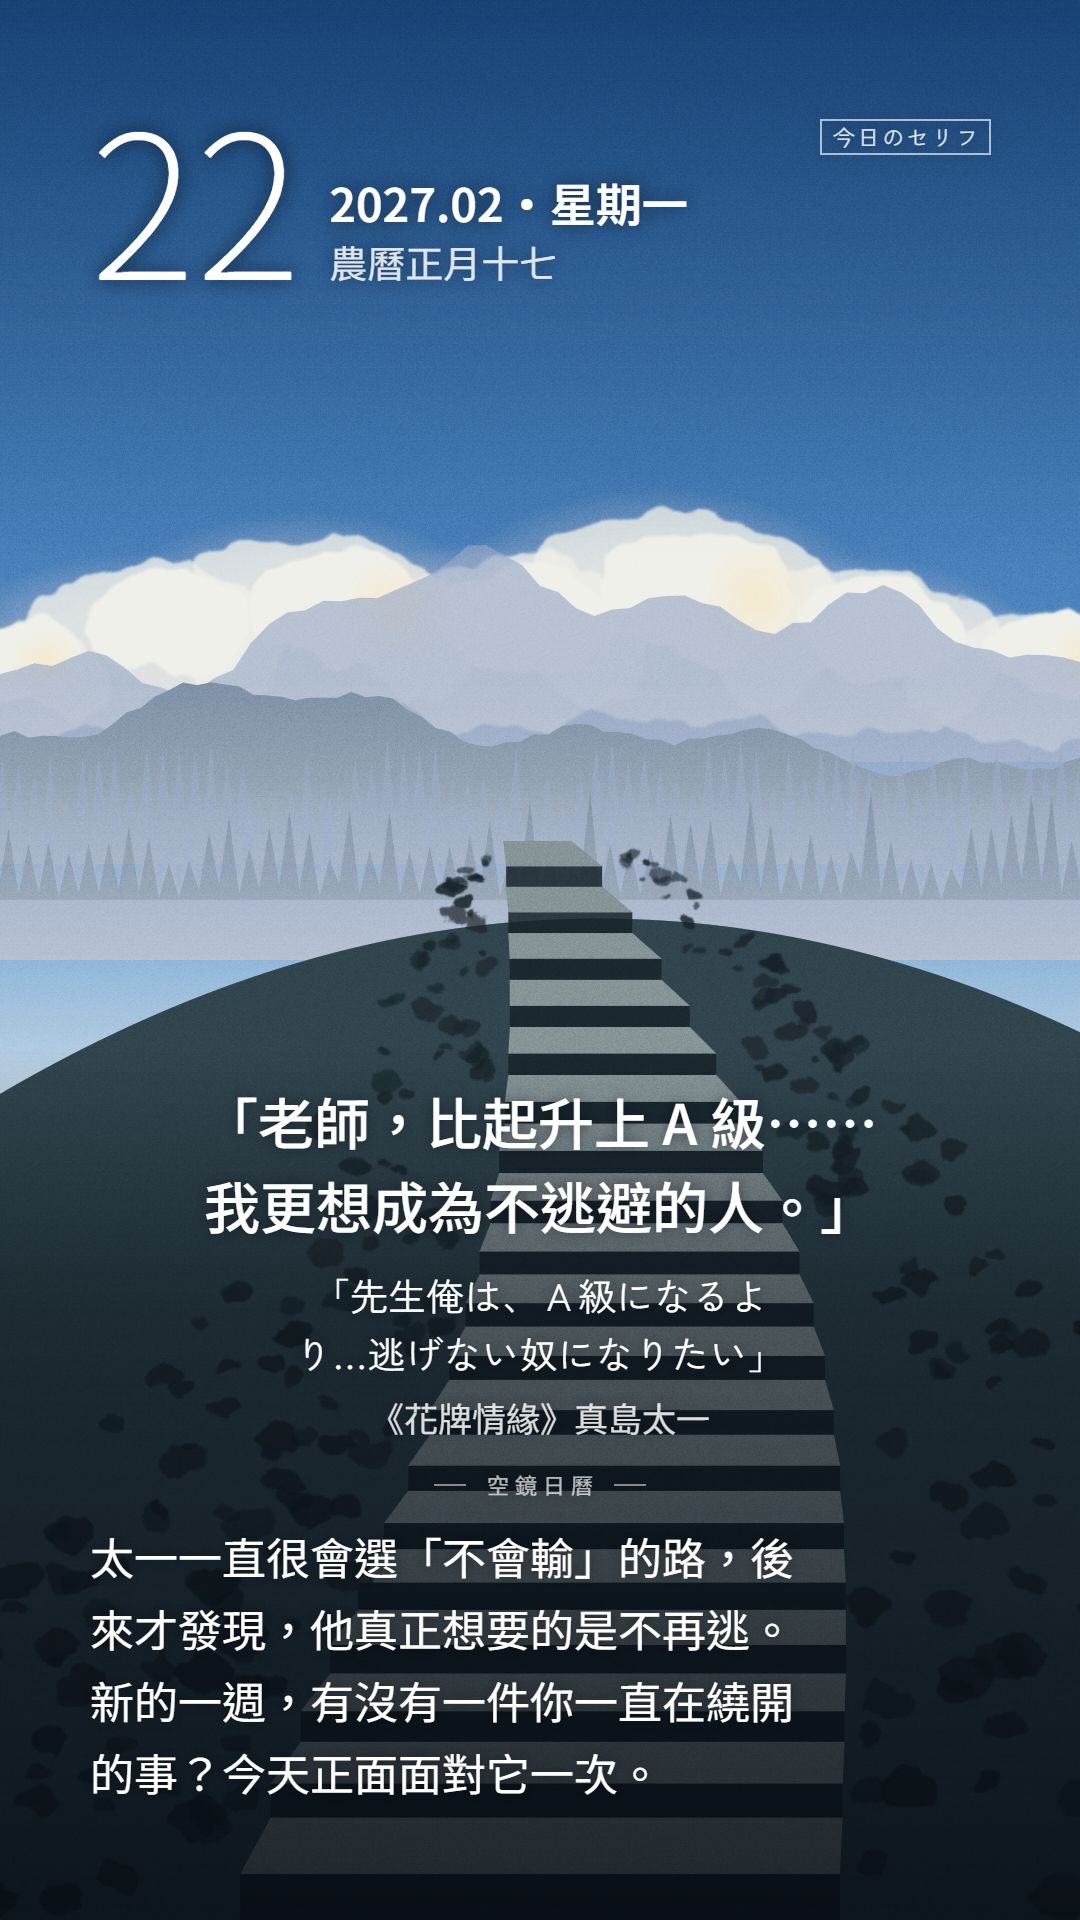 22
2027.02・星期一
農曆正月十七
今日のセリフ
「老師，比起升上 A 級⋯⋯
我更想成為不逃避的人。」
「先生俺は、Ａ級になるよ
り…逃げない奴になりたい」
《花牌情緣》真島太一
空鏡日曆
太一一直很會選「不會輸」的路，後
來才發現，他真正想要的是不再逃。
新的一週，有沒有一件你一直在繞開
的事？今天正面面對它一次。